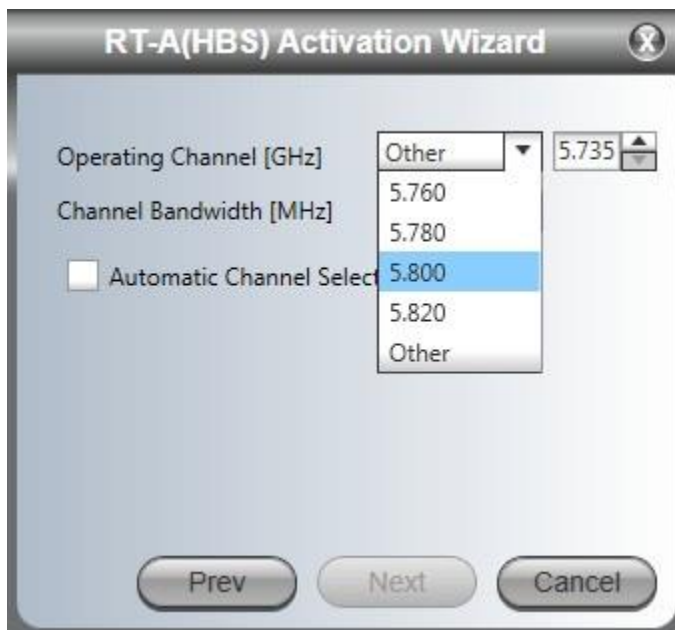 RT-A(HBS) Activation Wizard
Operating Channel [GHz] Other 5.735
5.760
Channel Bandwidth [MHz]
5.780
Automatic Channel Select 5.800
5.820
Other
Prev Next Cancel